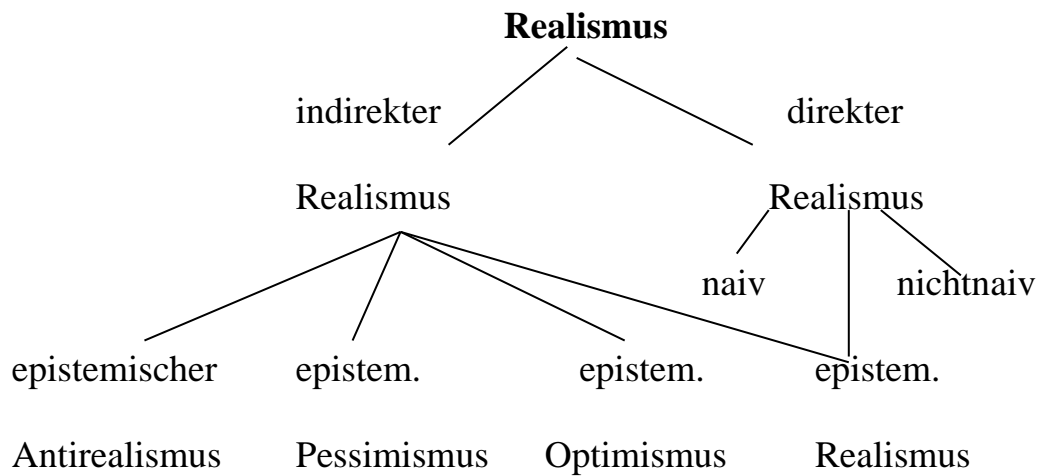 Realismus
indirekter direkter
Realismus Realismus
naiv nichtnaiv
epistemischer epistem. epistem. epistem.
Antirealismus Pessimismus Optimismus Realismus